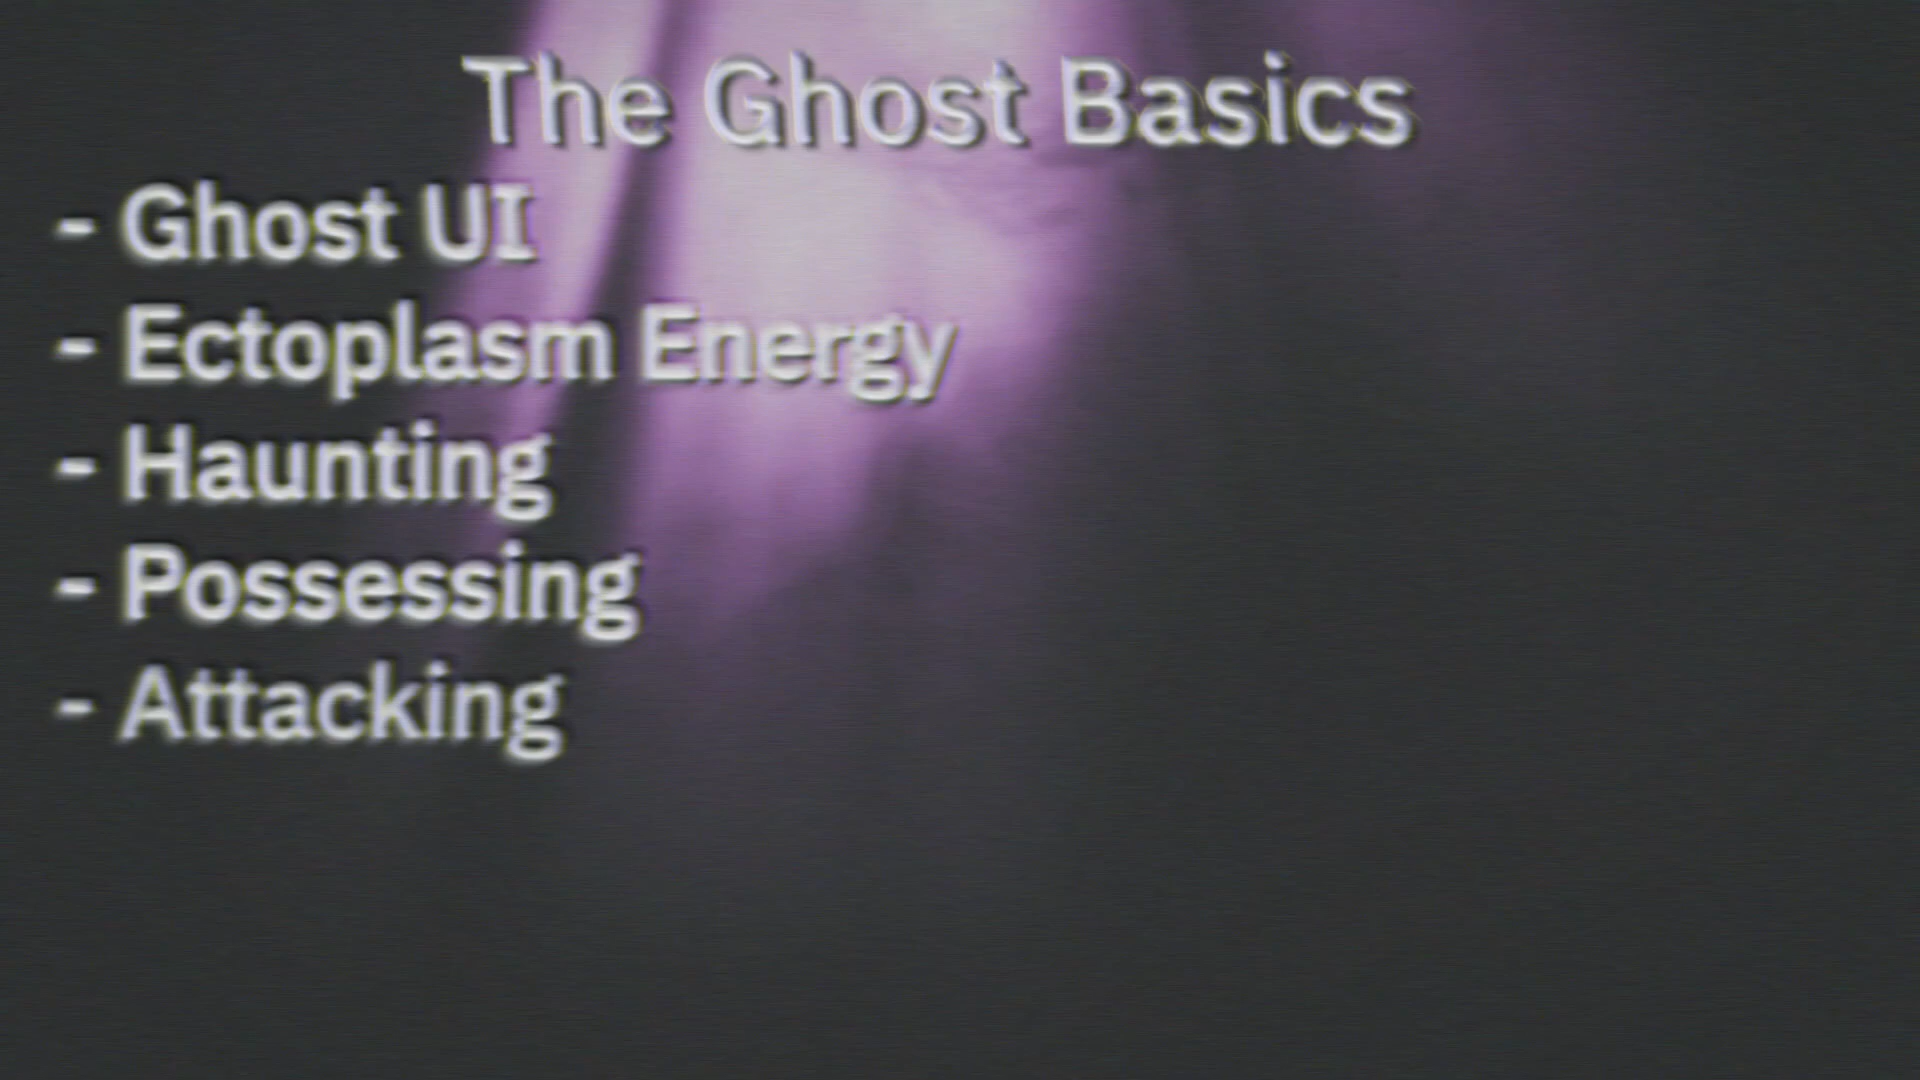 The Ghost Basics
- Ghost UI
- Ectoplasm Energy
- Haunting
- Possessing
- Attacking